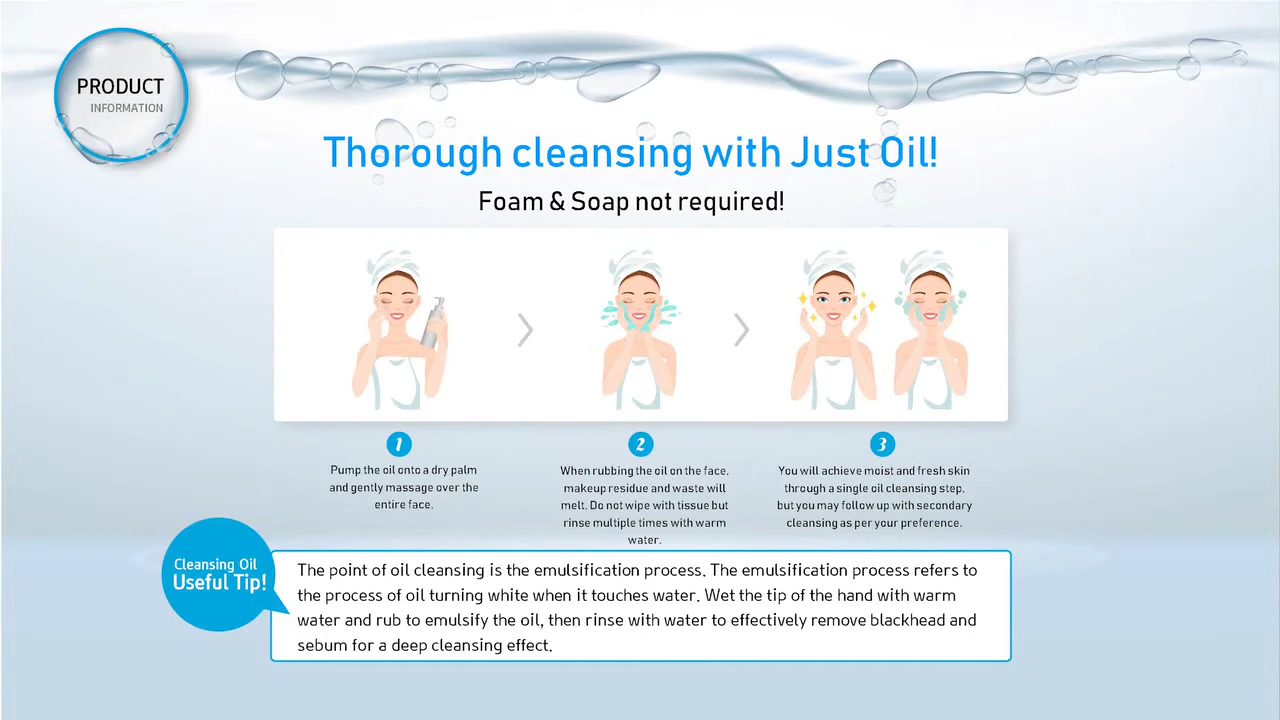 PRODUCT
INFORMATION
Thorough cleansing with Just Oil!
Foam & Soap not required!
1
Pump the oil onto a dry palm
and gently massage over the
entire face.
2
When rubbing the oil on the face,
makeup residue and waste will
melt. Do not wipe with tissue but
rinse multiple times with warm
water.
3
You will achieve moist and fresh skin
through a single oil cleansing step,
but you may follow up with secondary
cleansing as per your preference.
Cleansing Oil
Useful Tip!
The point of oil cleansing is the emulsification process. The emulsification process refers to
the process of oil turning white when it touches water. Wet the tip of the hand with warm
water and rub to emulsify the oil, then rinse with water to effectively remove blackhead and
sebum for a deep cleansing effect.